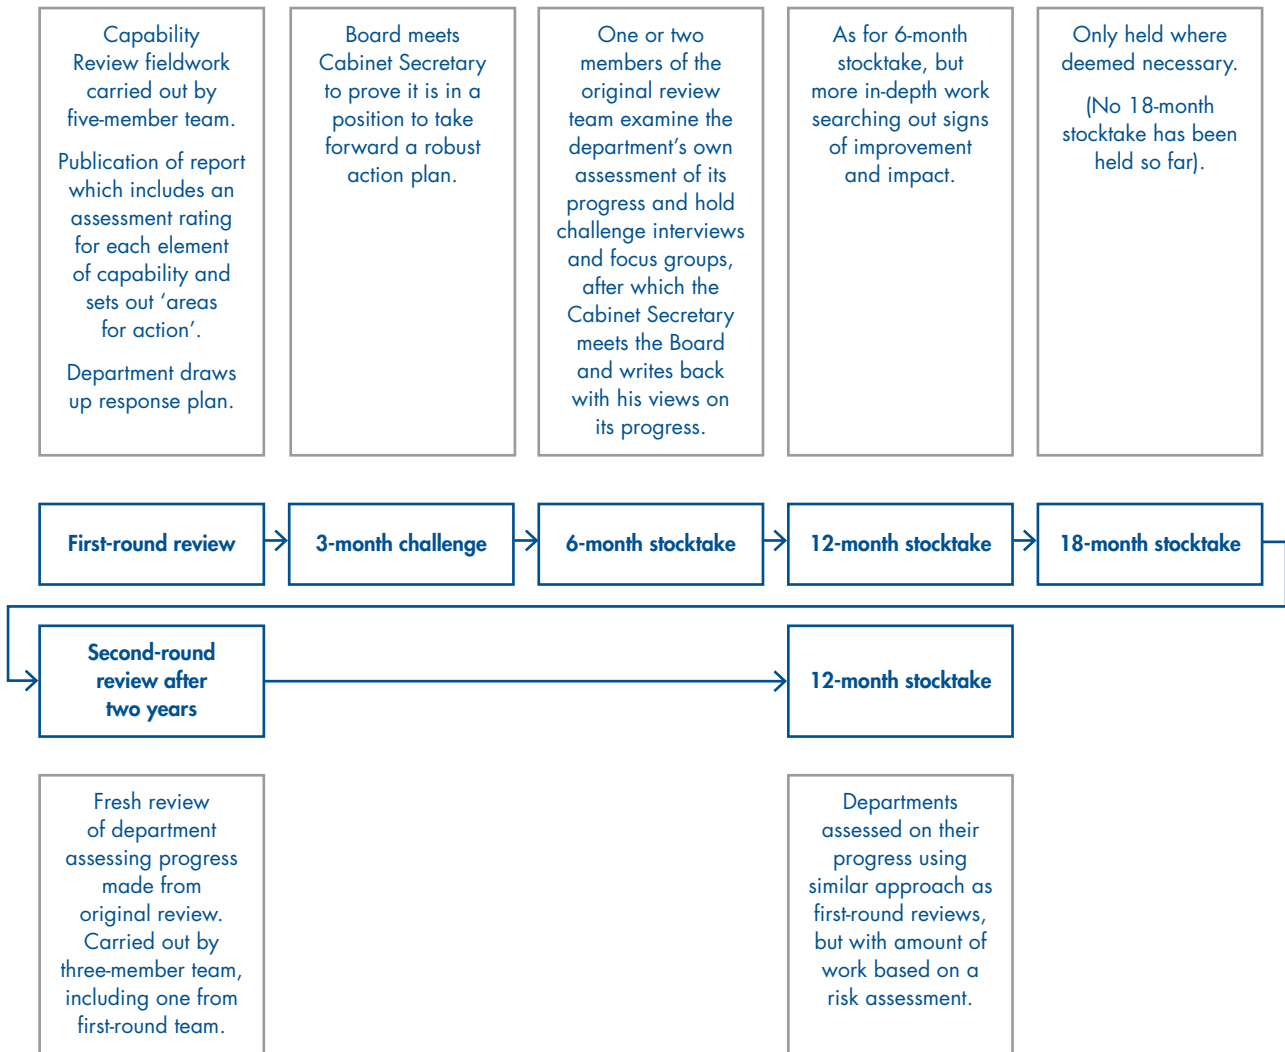 Capability
Review fieldwork
carried out by
five-member team.
Publication of report
which includes an
assessment rating
for each element
of capability and
sets out ‘areas
for action’.
Department draws
up response plan.
Board meets
Cabinet Secretary
to prove it is in a
position to take
forward a robust
action plan.
One or two
members of the
original review
team examine the
department’s own
assessment of its
progress and hold
challenge interviews
and focus groups,
after which the
Cabinet Secretary
meets the Board
and writes back
with his views on
its progress.
As for 6-month
stocktake, but
more in-depth work
searching out signs
of improvement
and impact.
Only held where
deemed necessary.
(No 18-month
stocktake has been
held so far).
First-round review
3-month challenge
6-month stocktake
12-month stocktake
18-month stocktake
Second-round
review after
two years
12-month stocktake
Fresh review
of department
assessing progress
made from
original review.
Carried out by
three-member team,
including one from
first-round team.
Departments
assessed on their
progress using
similar approach as
first-round reviews,
but with amount of
work based on a
risk assessment.